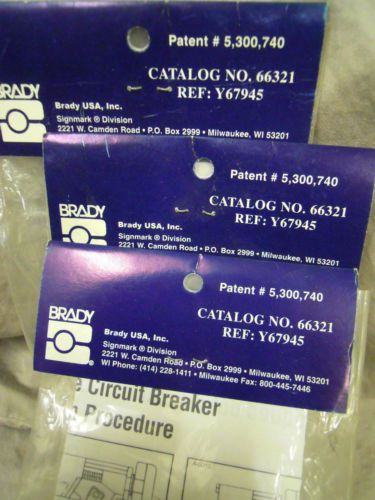 Patent # 5,300,740
CATALOG NO. 66321
REF: Y67945
BRADY
Brady USA, Inc.
Signmark ® Division
2221 W. Camden Road • P.O. Box 2999 • Milwaukee, WI 53201
Patent # 5,300,740
CATALOG NO. 66321
REF: Y67945
BRADY
Brady USA, Inc.
Signmark ® Division
2221 W. Camden Road • P.O. Box 2999 • Milwaukee, WI 53201
Patent # 5,300,740
CATALOG NO. 66321
REF: Y67945
BRADY
®
Brady USA, Inc.
Signmark ® Division
2221 W. Camden Road • P.O. Box 2999 • Milwaukee, WI 53201
WI Phone: (414) 228-1411 • Milwaukee Fax: 800-445-7446
e Circuit Breaker
Procedure